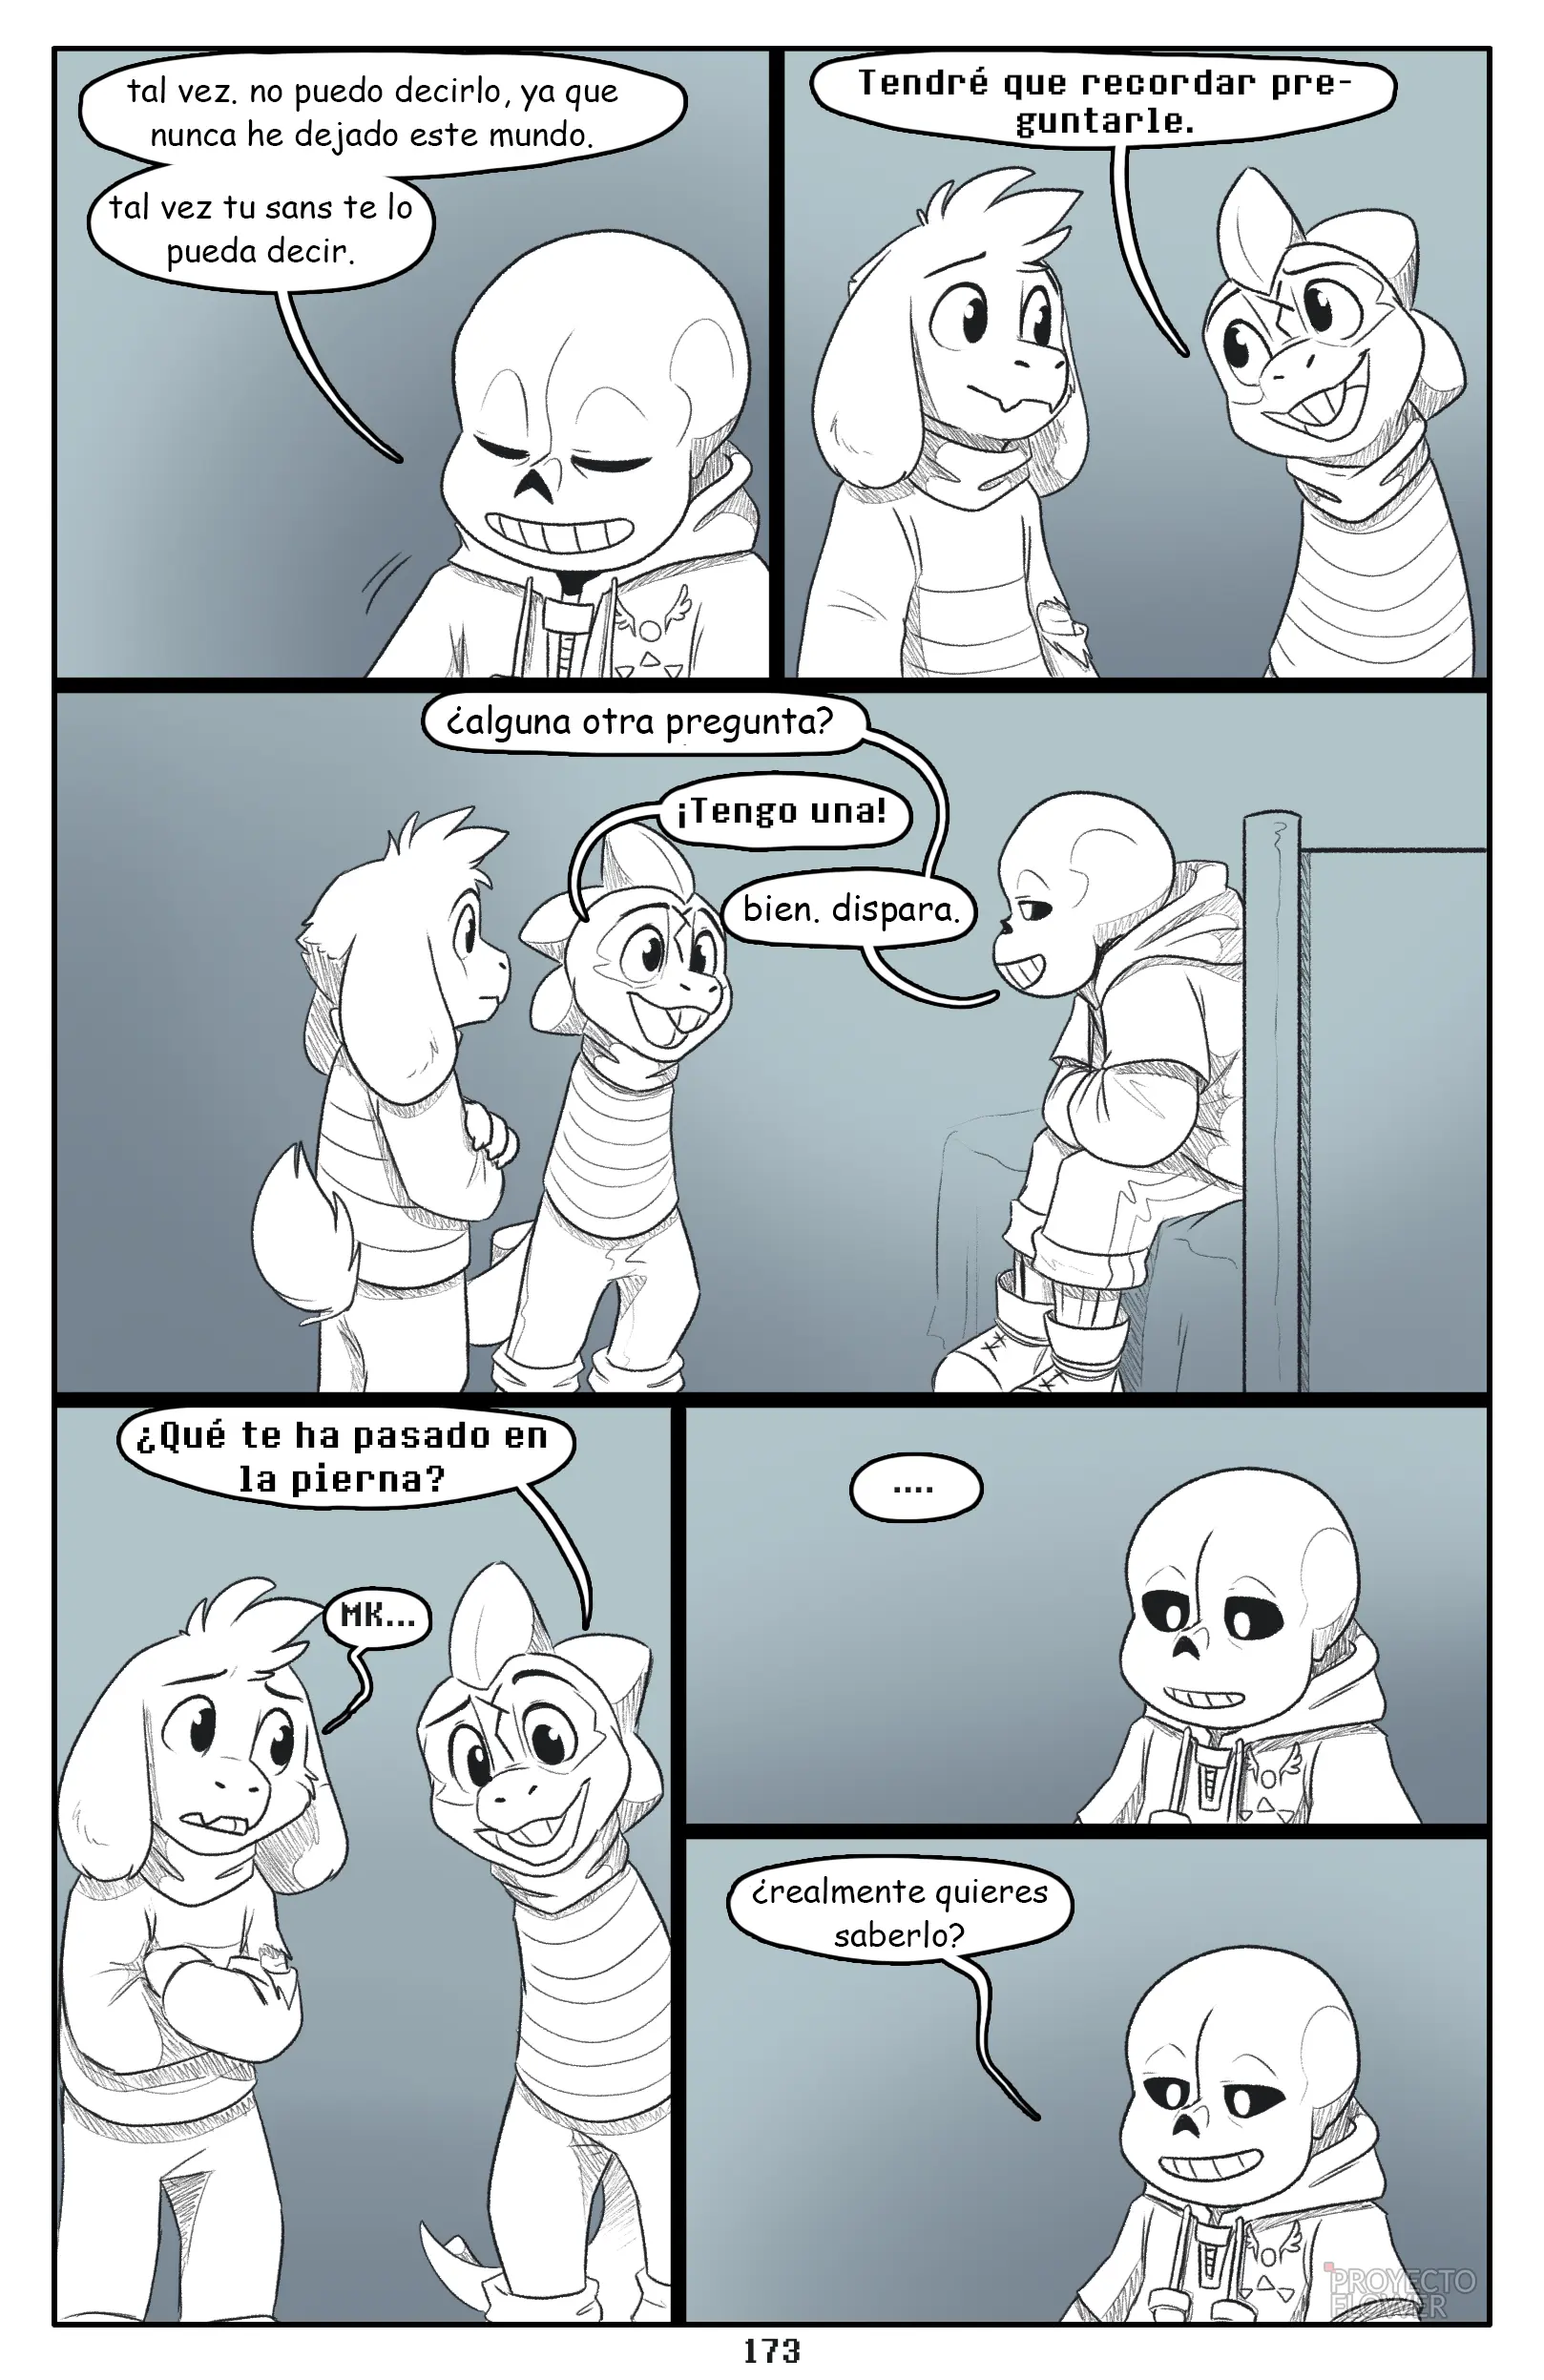 tal vez. no puedo decirlo, ya que
nunca he dejado este mundo.
tal vez tu sans te lo
pueda decir.
Tendré que recordar pre-
guntarle.
¿alguna otra pregunta?
¡Tengo una!
bien. dispara.
¿Qué te ha pasado en
la pierna?
MK...
....
¿realmente quieres
saberlo?
PROYECTO
FLOWER
173